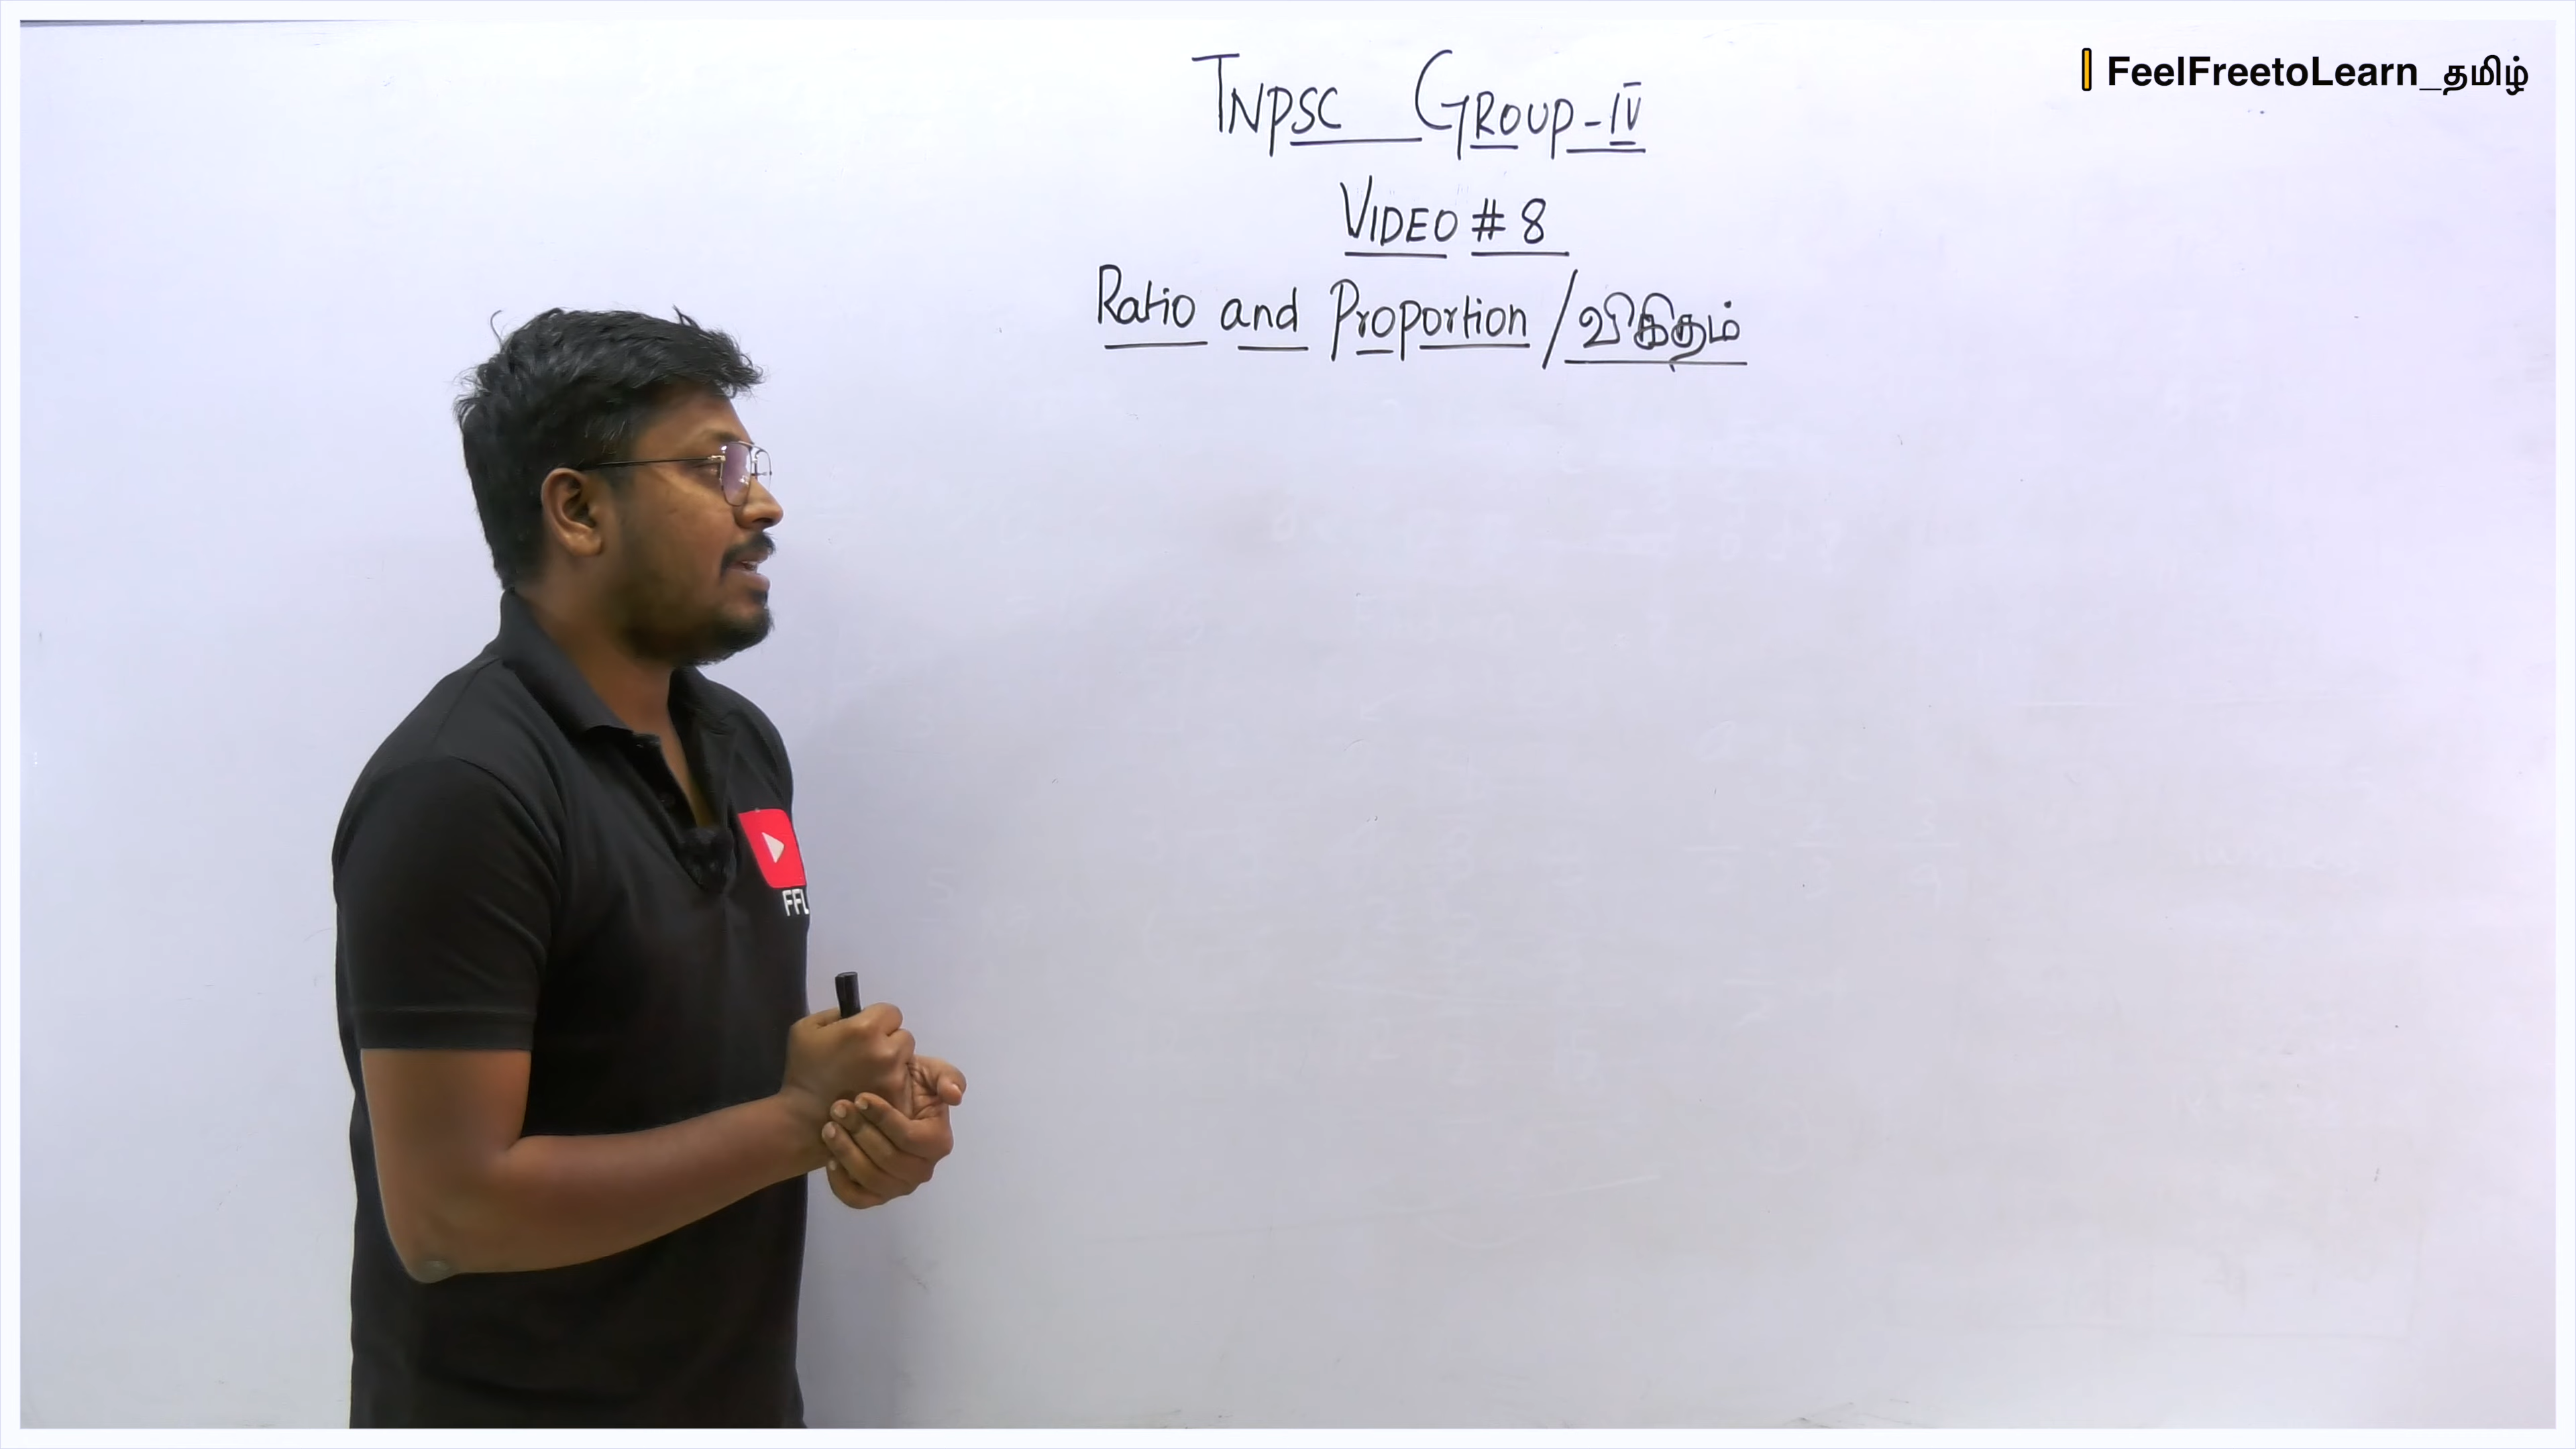 FeelFreetoLearn_தமிழ்
TNPSC GROUP-IV
VIDEO # 8
Ratio and Proportion / விகிதம்
FFL